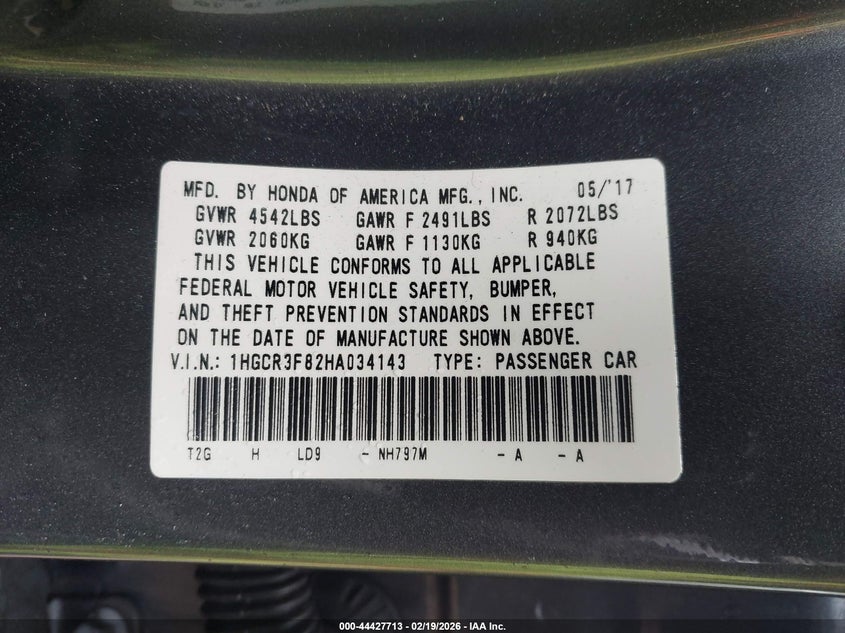 MFD. BY HONDA OF AMERICA MFG., INC. 05/'17
GVWR 4542LBS GAWR F 2491LBS R 2072LBS
GVWR 2060KG GAWR F 1130KG R 940KG
THIS VEHICLE CONFORMS TO ALL APPLICABLE
FEDERAL MOTOR VEHICLE SAFETY, BUMPER,
AND THEFT PREVENTION STANDARDS IN EFFECT
ON THE DATE OF MANUFACTURE SHOWN ABOVE.
V.I.N.: 1HGCR3F82HA034143 TYPE: PASSENGER CAR
T2G H LD9 - NH797M - A - A
000-44427713 - 02/19/2026 - IAA Inc.